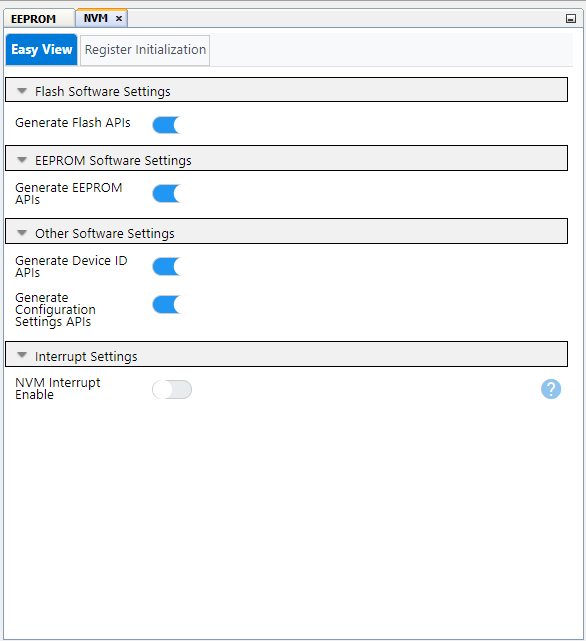 EEPROM
NVM
Easy View
Register Initialization
Flash Software Settings
Generate Flash APIs
EEPROM Software Settings
Generate EEPROM
APIs
Other Software Settings
Generate Device ID
APIs
Generate
Configuration
Settings APIs
Interrupt Settings
NVM Interrupt
Enable
?